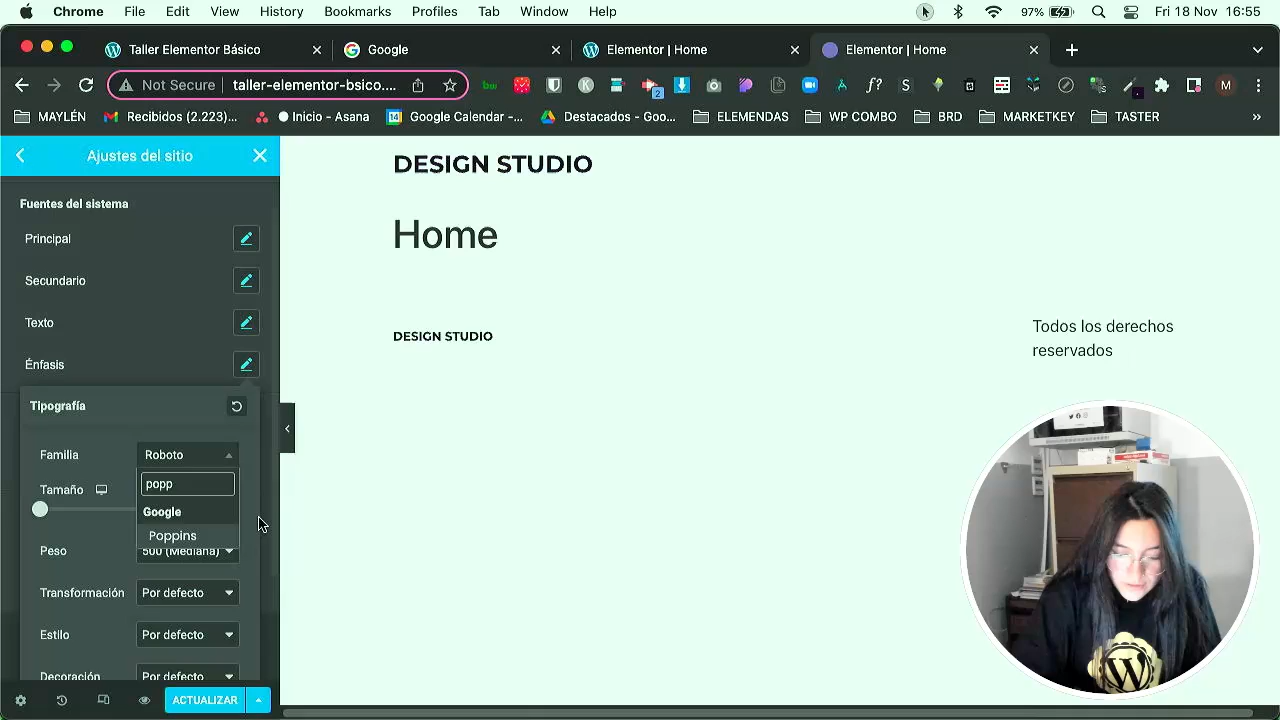 Chrome File Edit View History Bookmarks Profiles Tab Window Help 97% Fri 18 Nov 16:55
Taller Elementor Básico Google Elementor | Home Elementor | Home
Not Secure taller-elementor-bsico....
MAYLÉN Recibidos (2.223)... Inicio - Asana Google Calendar -... Destacados - Goo... ELEMENDAS WP COMBO BRD MARKETKEY TASTER »
Ajustes del sitio
Fuentes del sistema
Principal
Secundario
Texto
Énfasis
Tipografía
Familia Roboto
popp
Tamaño
Google
Poppins
Peso 500 (Mediana)
Transformación Por defecto
Estilo Por defecto
Decoración Por defecto
ACTUALIZAR
DESIGN STUDIO
Home
DESIGN STUDIO
Todos los derechos
reservados